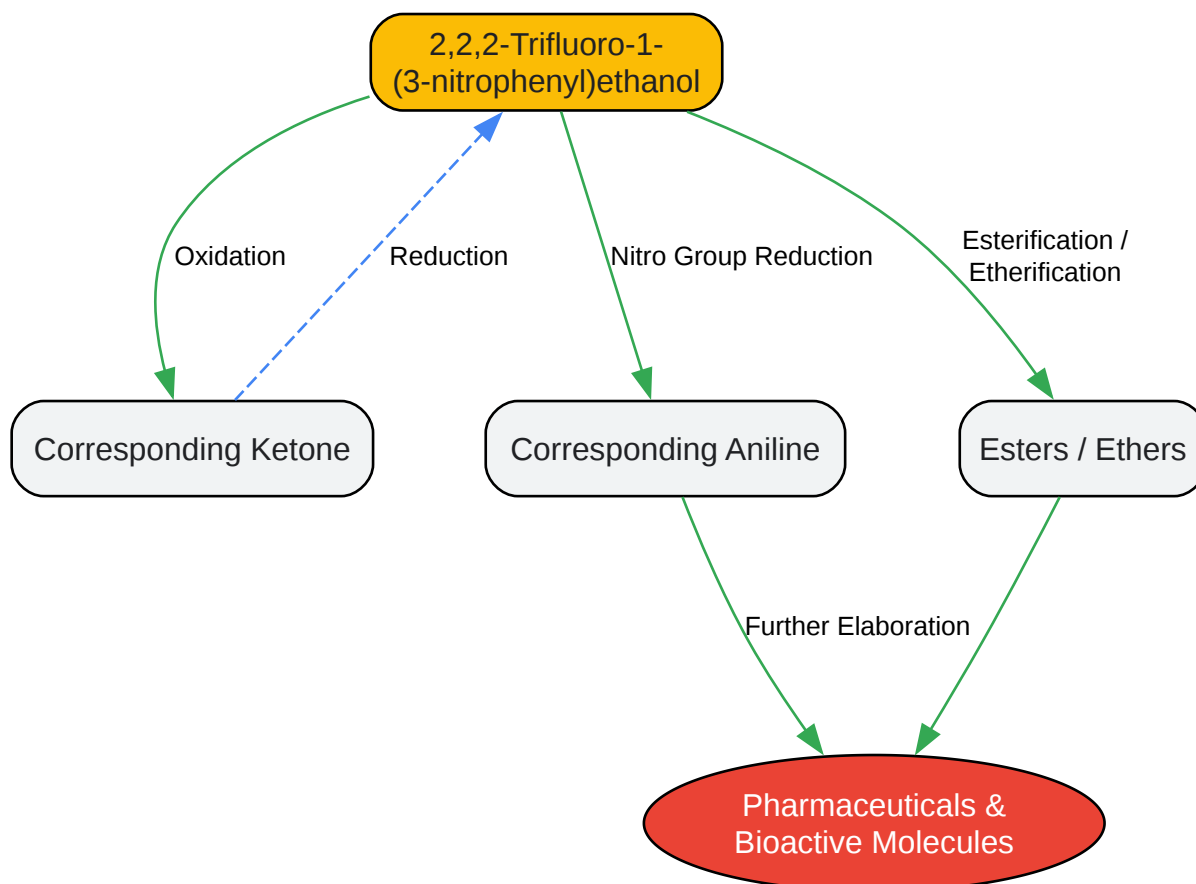 2,2,2-Trifluoro-1-
(3-nitrophenyl)ethanol
Oxidation
Reduction
Nitro Group Reduction
Esterification /
Etherification
Corresponding Ketone
Corresponding Aniline
Esters / Ethers
Further Elaboration
Pharmaceuticals &
Bioactive Molecules